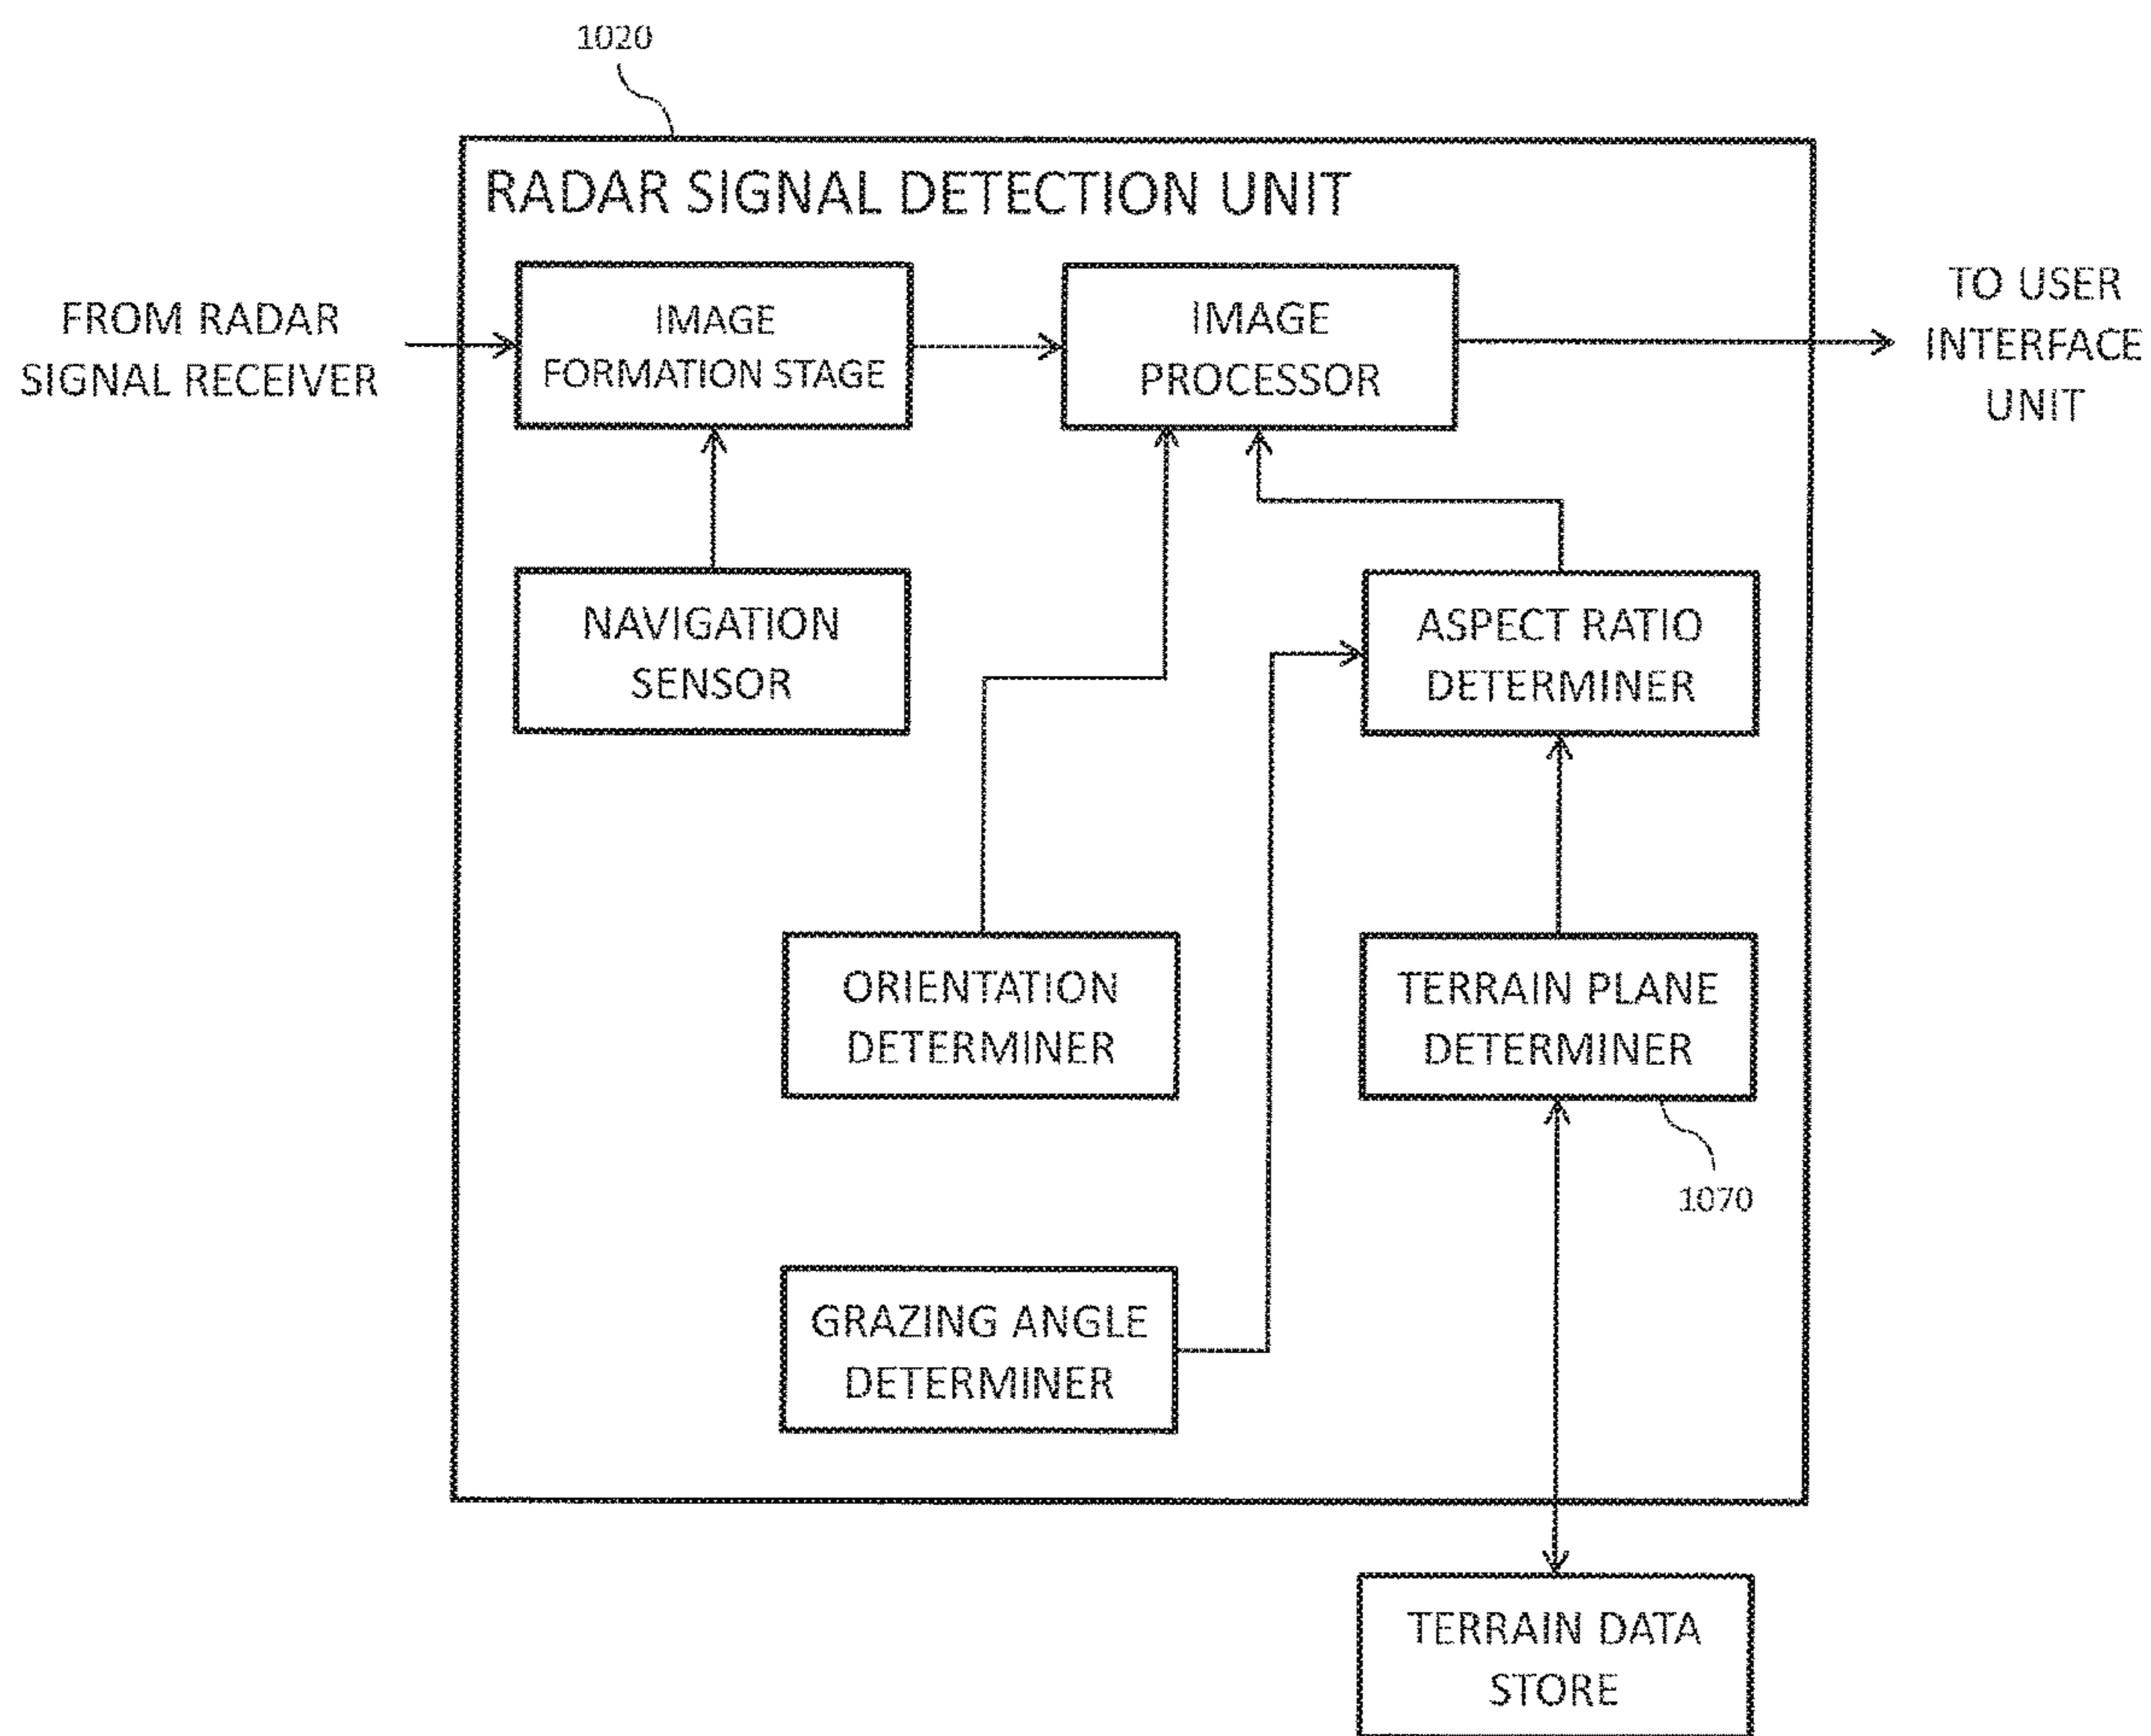 1020
RADAR SIGNAL DETECTION UNIT
FROM RADAR
SIGNAL RECEIVER
IMAGE
FORMATION STAGE
IMAGE
PROCESSOR
TO USER
INTERFACE
UNIT
NAVIGATION
SENSOR
ASPECT RATIO
DETERMINER
ORIENTATION
DETERMINER
TERRAIN PLANE
DETERMINER
1070
GRAZING ANGLE
DETERMINER
TERRAIN DATA
STORE